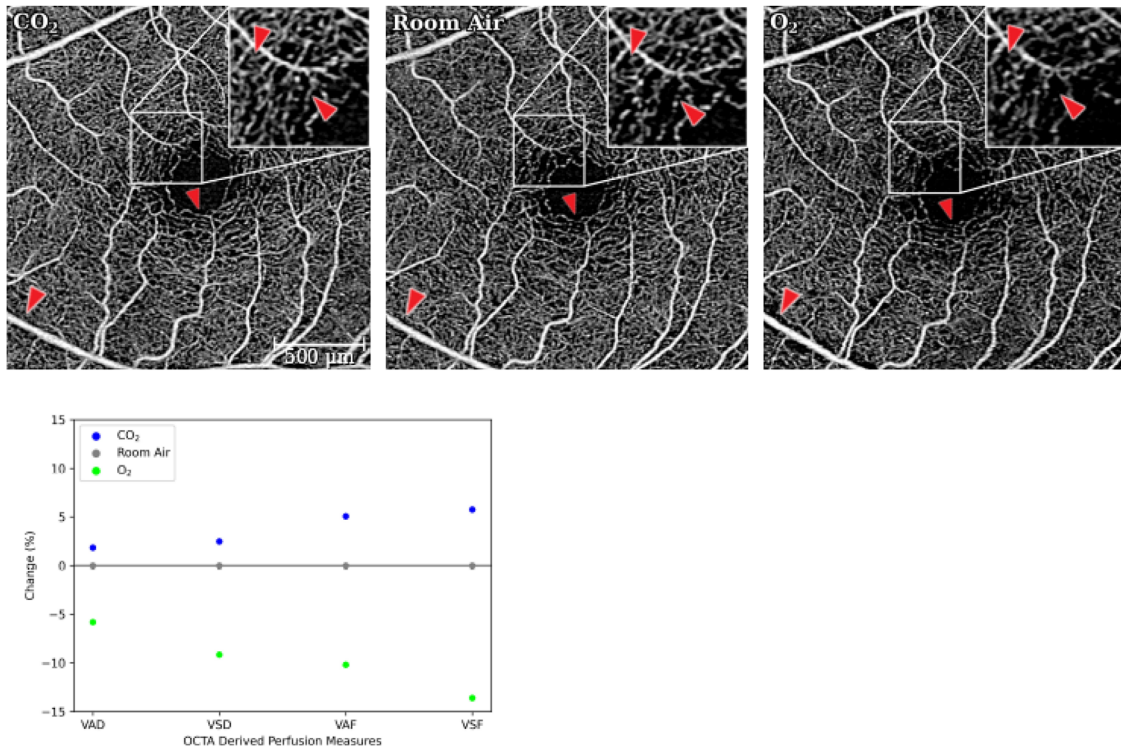 CO₂
Room Air
O₂
500 μm
15
10
5
0
−5
−10
−15
Change (%)
CO₂
Room Air
O₂
VAD VSD VAF VSF
OCTA Derived Perfusion Measures